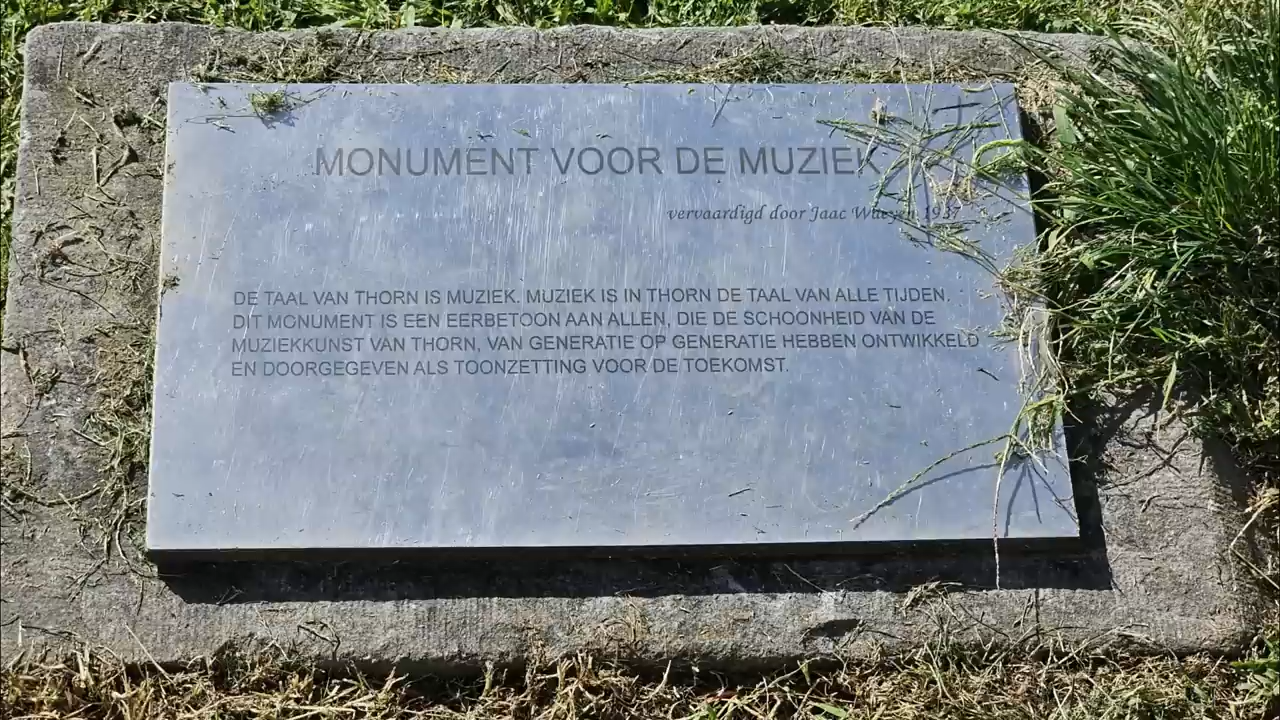 MONUMENT VOOR DE MUZIEK
vervaardigd door Jaac 1937
DE TAAL VAN THORN IS MUZIEK. MUZIEK IS IN THORN DE TAAL VAN ALLE TIJDEN.
DIT MONUMENT IS EEN EERBETOON AAN ALLEN, DIE DE SCHOONHEID VAN DE
MUZIEKKUNST VAN THORN, VAN GENERATIE OP GENERATIE HEBBEN ONTWIKKELD
EN DOORGEGEVEN ALS TOONZETTING VOOR DE TOEKOMST.